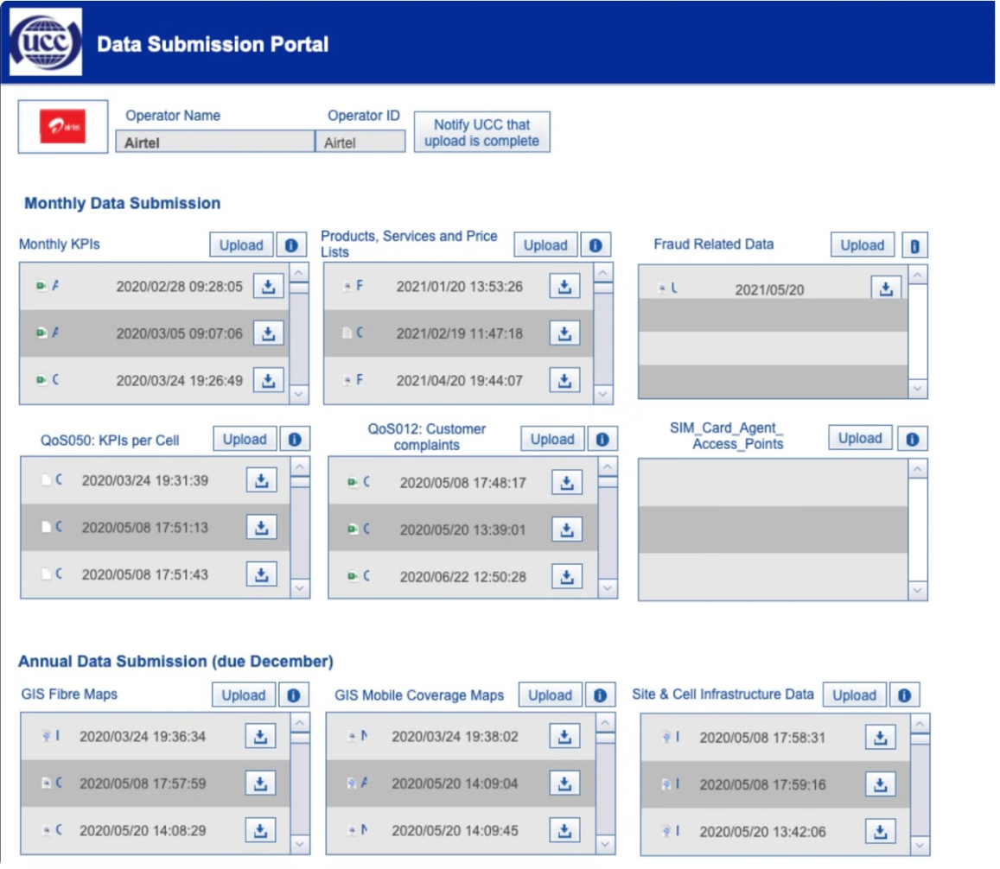 ucc
Data Submission Portal
Operator Name
Operator ID
Notify UCC that
upload is complete
airtel
Airtel
Airtel
Monthly Data Submission
Monthly KPIs
Upload
Products, Services and Price
Lists
Upload
Fraud Related Data
Upload
A 2020/02/28 09:28:05
A 2020/03/05 09:07:06
C 2020/03/24 19:26:49
F 2021/01/20 13:53:26
C 2021/02/19 11:47:18
F 2021/04/20 19:44:07
2021/05/20
QoS050: KPIs per Cell
Upload
QoS012: Customer
complaints
Upload
SIM_Card_Agent_
Access_Points
Upload
C 2020/03/24 19:31:39
C 2020/05/08 17:51:13
C 2020/05/08 17:51:43
C 2020/05/08 17:48:17
C 2020/05/20 13:39:01
C 2020/06/22 12:50:28
Annual Data Submission (due December)
GIS Fibre Maps
Upload
GIS Mobile Coverage Maps
Upload
Site & Cell Infrastructure Data
Upload
2020/03/24 19:36:34
C 2020/05/08 17:57:59
C 2020/05/20 14:08:29
2020/03/24 19:38:02
A 2020/05/20 14:09:04
2020/05/20 14:09:45
2020/05/08 17:58:31
2020/05/08 17:59:16
2020/05/20 13:42:06